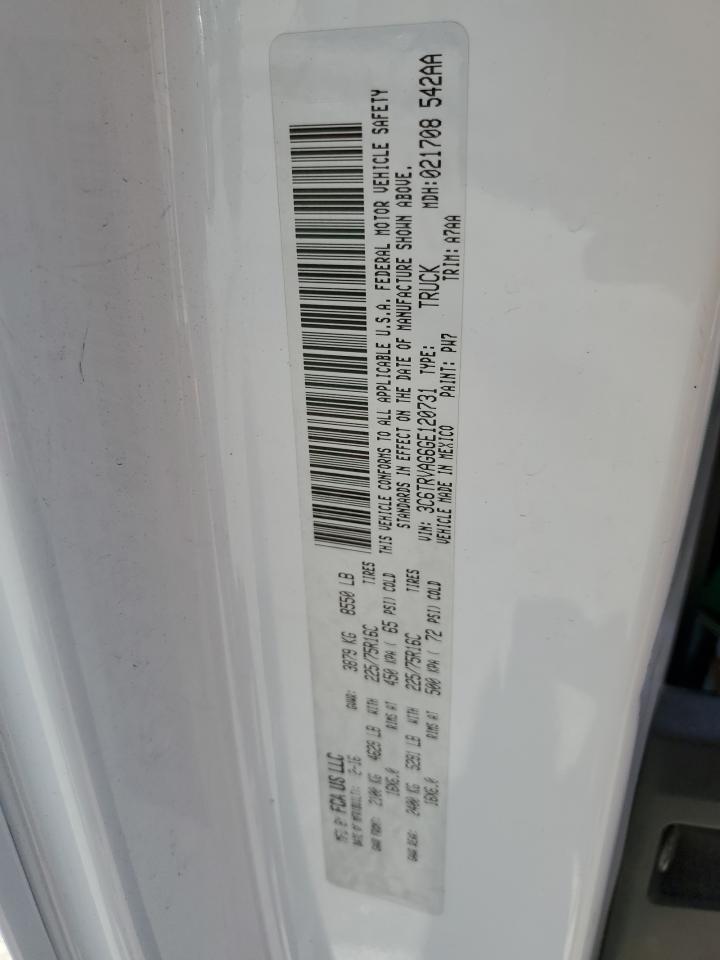 MFG BY FCA US LLC
DATE OF MFR 2-16 GVWR: 3879 KG 8550 LB
GAWR FRONT: 2100 KG 4629 LB WITH 225/75R16C TIRES
16X6.0 RIMS AT 450 KPA ( 65 PSI) COLD
GAWR REAR: 2400 KG 5291 LB WITH 225/75R16C TIRES
16X6.0 RIMS AT 500 KPA ( 72 PSI) COLD
THIS VEHICLE CONFORMS TO ALL APPLICABLE U.S.A. FEDERAL MOTOR VEHICLE SAFETY
STANDARDS IN EFFECT ON THE DATE OF MANUFACTURE SHOWN ABOVE.
VIN: 3C6TRVAG6GE120731 TYPE: TRUCK MDH:021708 542AA
VEHICLE MADE IN MEXICO PAINT: PW7 TRIM: A7AA